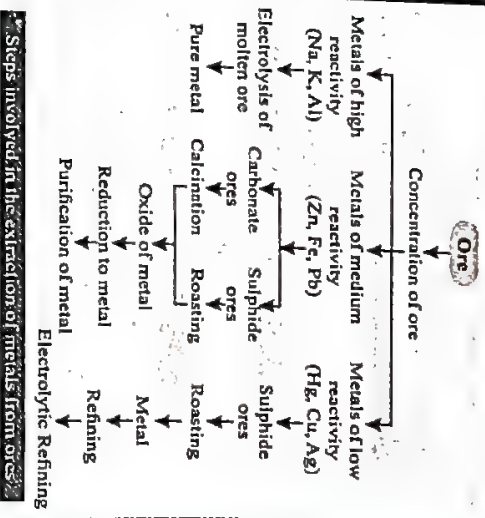 Ore
Concentration of ore
Metals of high
reactivity
(Na, K, Al)
Electrolysis of
molten ore
Pure metal
Metals of medium
reactivity
(Zn, Fe, Pb)
Carbonate
ores
Calcination
Sulphide
ores
Roasting
Oxide of metal
Reduction to metal
Purification of metal
Metals of low
reactivity
(Hg, Cu, Ag)
Sulphide
ores
Roasting
Metal
Refining
Electrolytic Refining
Steps involved in the extraction of metals from ores